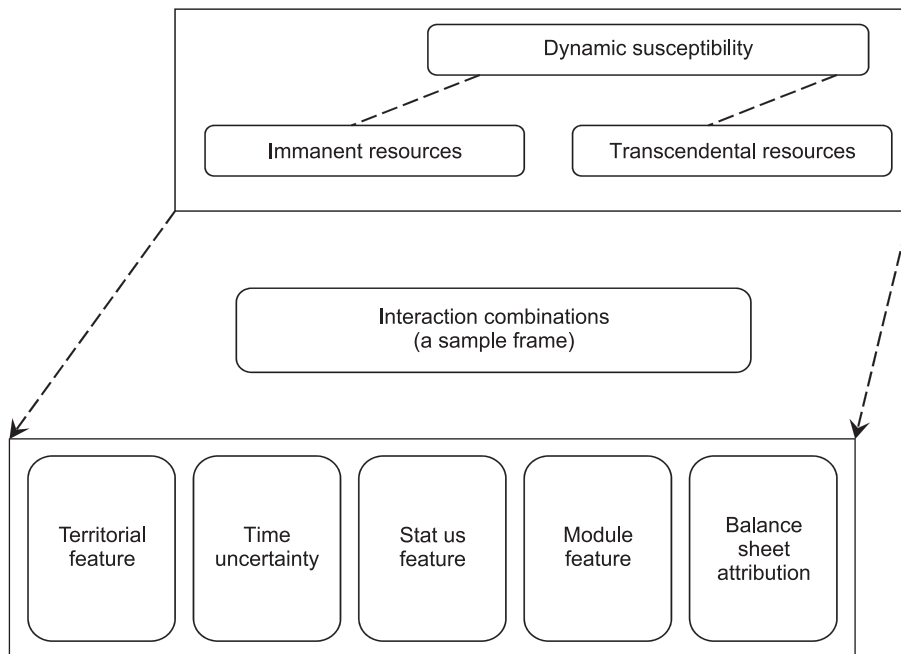 Dynamic susceptibility
Immanent resources
Transcendental resources
Interaction combinations
(a sample frame)
Territorial
feature
Time
uncertainty
Stat us
feature
Module
feature
Balance
sheet
attribution